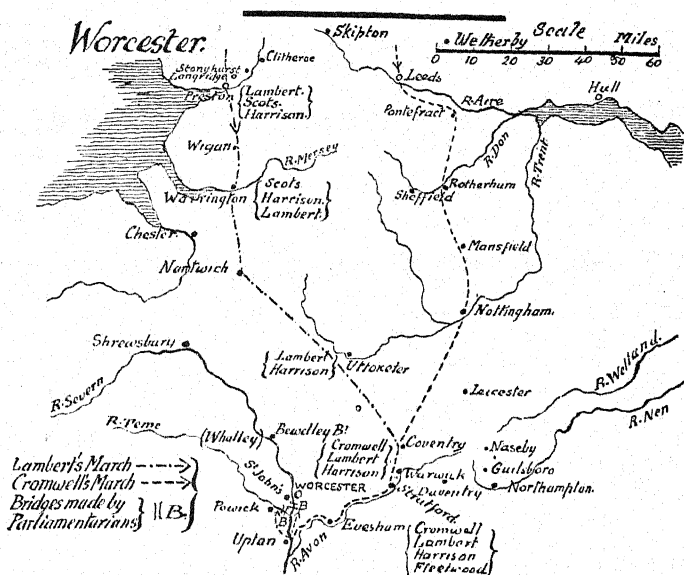 Worcester.
Skipton
Wetherby
Scale
Miles
0 10 20 30 40 50 60
Clitheroe
Stonyhurst
Longridge
Preston
Lambert.
Scots.
Harrison.
Leeds
Hull
R. Aire
Pontefract
R. Don
R. Trent
Wigan
R. Mersey
Warrington
Scots
Harrison
Lambert.
Sheffield
Rotherham
Chester.
Mansfield
Nantwich
Nottingham.
Shrewsbury
Lambert
Harrison
Uttoxeter
R. Severn
Leicester
R. Welland.
R. Nen
R. Teme
(Whalley)
Bewdley Br
Cromwell
Lambert
Harrison
Coventry
Naseby
Guilsboro
Northampton.
Warwick
Daventry
Stratford.
Lambert's March
Cromwell's March
Bridges made by
Parliamentarians
B.
St John's
WORCESTER
Powick
B
B
Upton
R. Avon
Evesham
Cromwell
Lambert
Harrison
Fleetwood